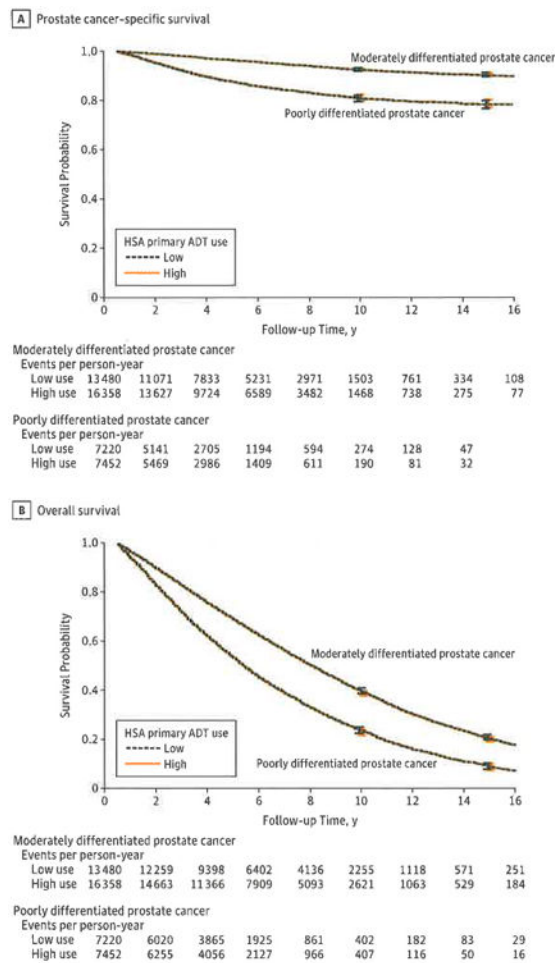 A Prostate cancer–specific survival
1.0
0.8
0.6
0.4
0.2
0
Survival Probability
Moderately differentiated prostate cancer
Poorly differentiated prostate cancer
HSA primary ADT use
Low
High
0 2 4 6 8 10 12 14 16
Follow-up Time, y
Moderately differentiated prostate cancer
Events per person-year
Low use 13480 11071 7833 5231 2971 1503 761 334 108
High use 16358 13627 9724 6589 3482 1468 738 275 77
Poorly differentiated prostate cancer
Events per person-year
Low use 7220 5141 2705 1194 594 274 128 47
High use 7452 5469 2986 1409 611 190 81 32
B Overall survival
1.0
0.8
0.6
0.4
0.2
0
Survival Probability
Moderately differentiated prostate cancer
Poorly differentiated prostate cancer
HSA primary ADT use
Low
High
0 2 4 6 8 10 12 14 16
Follow-up Time, y
Moderately differentiated prostate cancer
Events per person-year
Low use 13480 12259 9398 6402 4136 2255 1118 571 251
High use 16358 14663 11366 7909 5093 2621 1063 529 184
Poorly differentiated prostate cancer
Events per person-year
Low use 7220 6020 3865 1925 861 402 182 83 29
High use 7452 6255 4056 2127 966 407 116 50 16